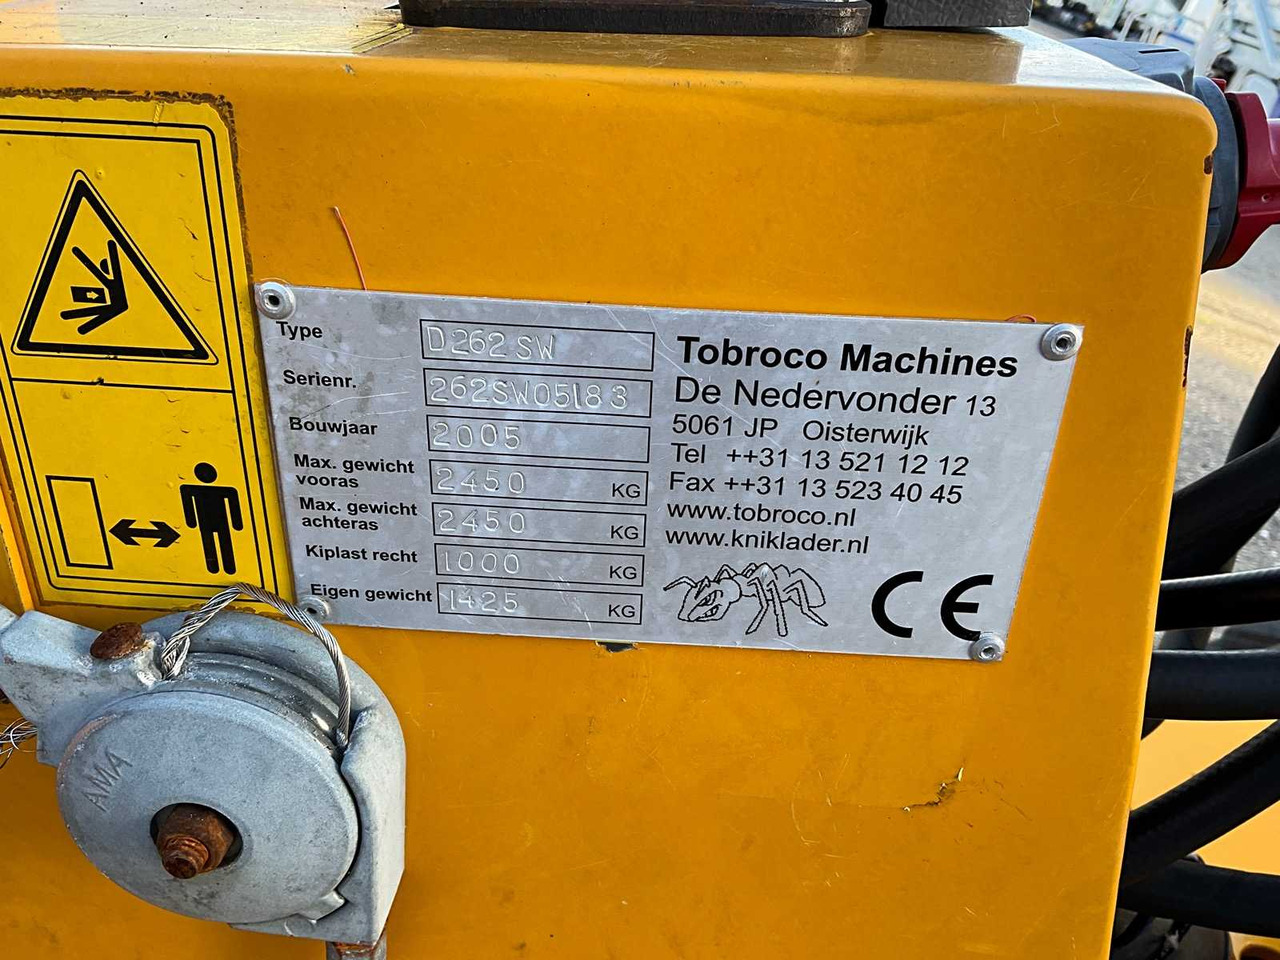 Type D262SW
Serienr. 262SW05183
Bouwjaar 2005
Max. gewicht
vooras 2450 KG
Max. gewicht
achteras 2450 KG
Kiplast recht 1000 KG
Eigen gewicht 1425 KG
Tobroco Machines
De Nedervonder 13
5061 JP Oisterwijk
Tel ++31 13 521 12 12
Fax ++31 13 523 40 45
www.tobroco.nl
www.kniklader.nl
CE
AMA